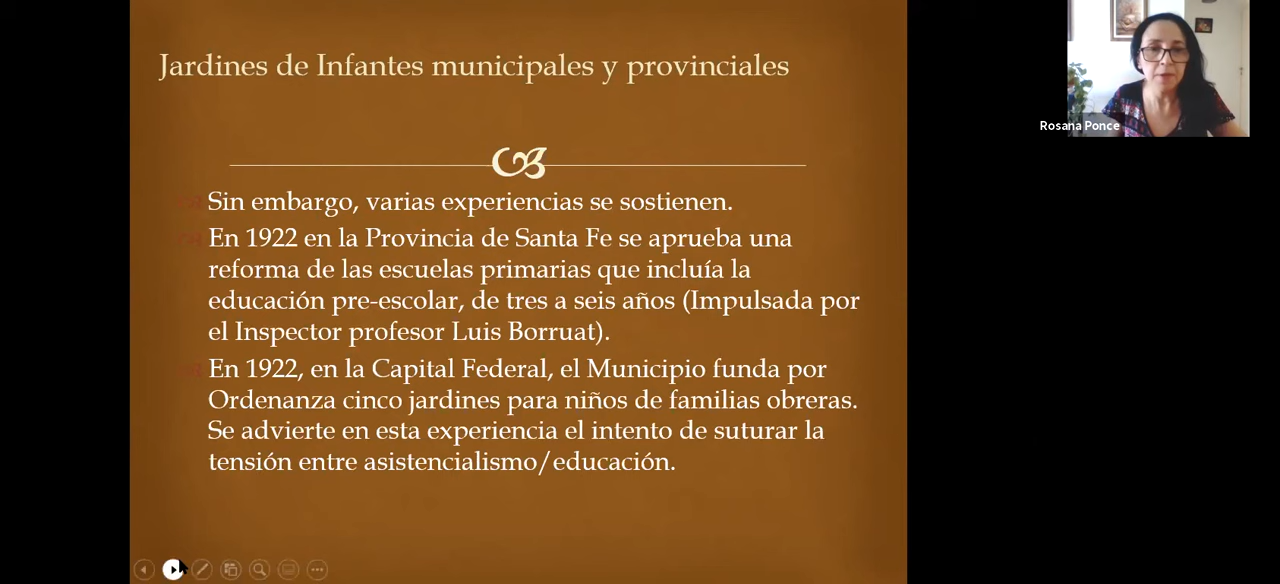 Jardines de Infantes municipales y provinciales
Sin embargo, varias experiencias se sostienen.
En 1922 en la Provincia de Santa Fe se aprueba una
reforma de las escuelas primarias que incluía la
educación pre-escolar, de tres a seis años (Impulsada por
el Inspector profesor Luis Borruat).
En 1922, en la Capital Federal, el Municipio funda por
Ordenanza cinco jardines para niños de familias obreras.
Se advierte en esta experiencia el intento de suturar la
tensión entre asistencialismo/educación.
Rosana Ponce